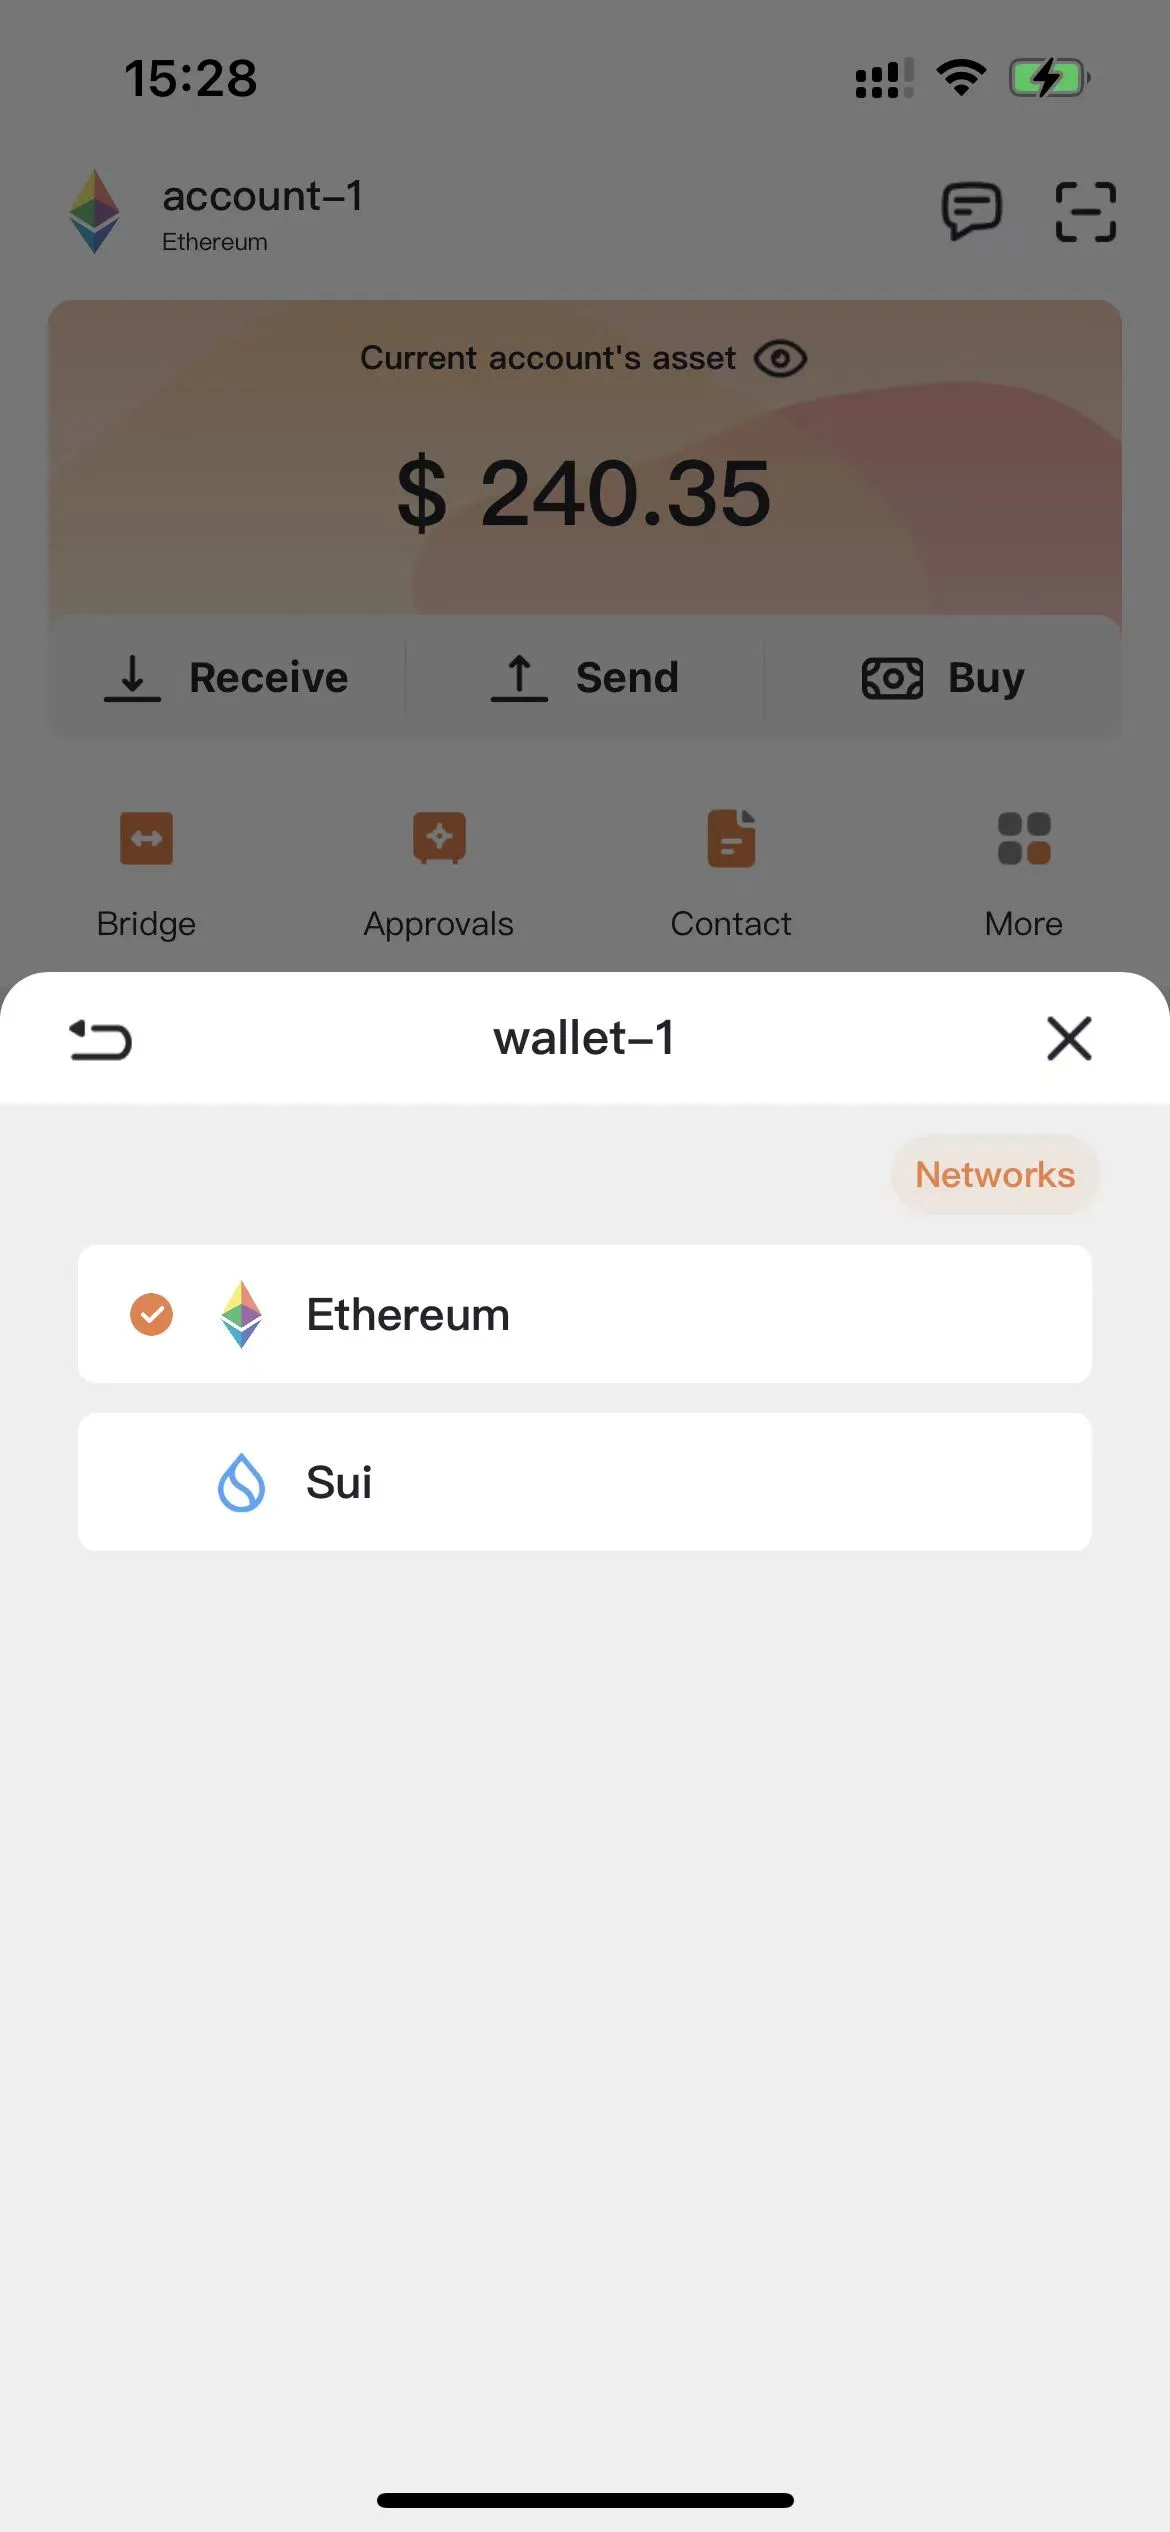 15:28
account-1
Ethereum
Current account's asset
$ 240.35
Receive
Send
Buy
Bridge
Approvals
Contact
More
wallet-1
Networks
Ethereum
Sui